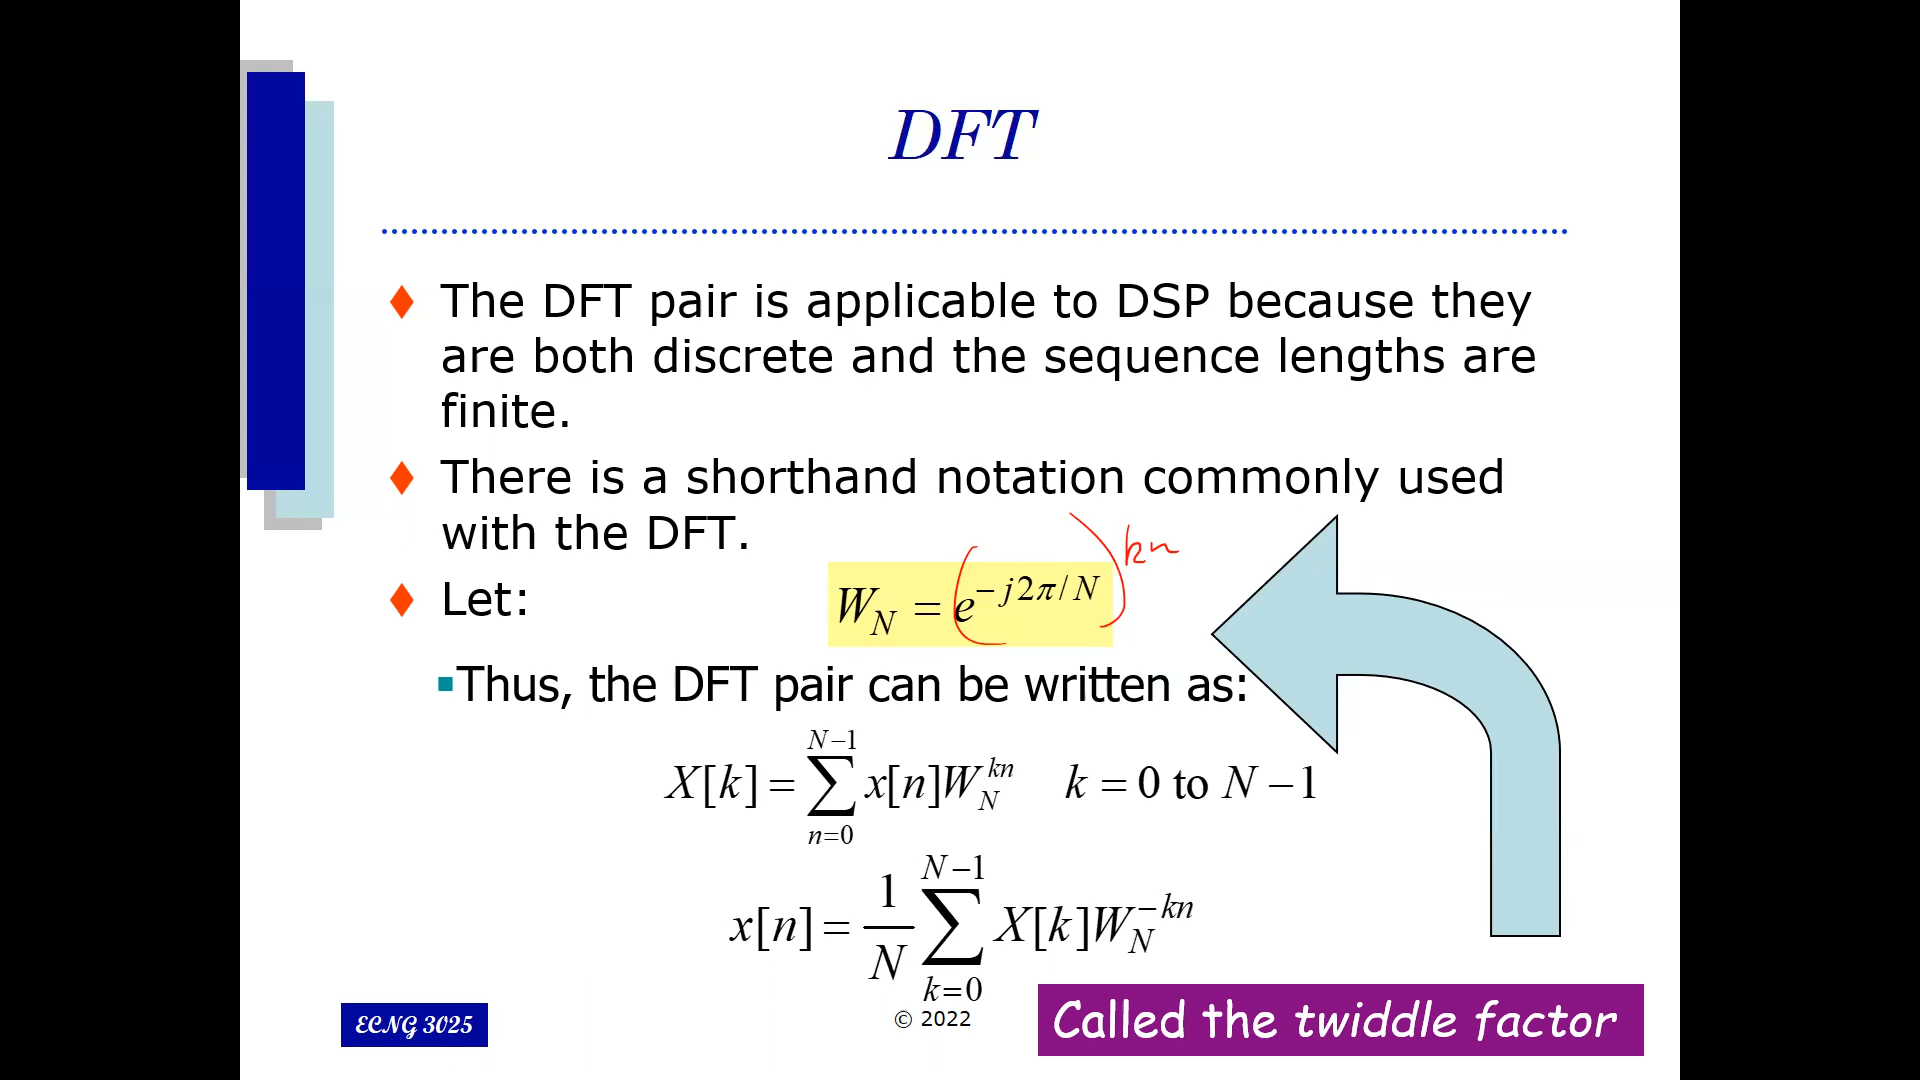 DFT
The DFT pair is applicable to DSP because they
are both discrete and the sequence lengths are
finite.
There is a shorthand notation commonly used
with the DFT.
Let: W_N = (e^{-j2π/N})^{kn}
Thus, the DFT pair can be written as:
X[k] = \sum_{n=0}^{N-1} x[n]W_N^{kn} k = 0 to N − 1
x[n] = \frac{1}{N} \sum_{k=0}^{N-1} X[k]W_N^{-kn}
ECNG 3025
© 2022
Called the twiddle factor